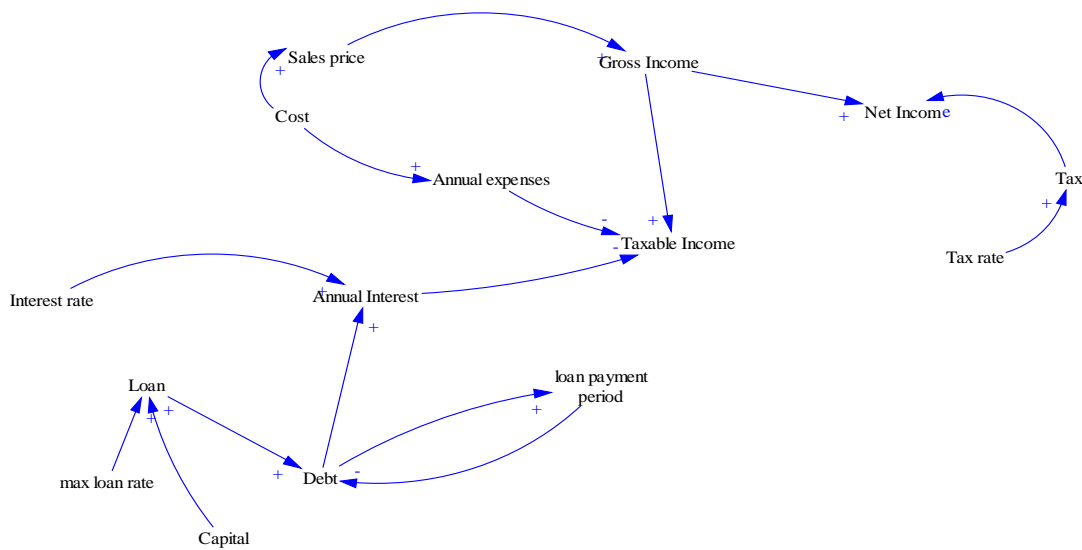 Sales price
+
+
Gross Income
Cost
+
Net Income
e
+
Annual expenses
Tax
+
-
+
-
Taxable Income
Tax rate
Interest rate
+
Annual Interest
+
Loan
+
+
loan payment
period
+
max loan rate
+
Debt
-
Capital